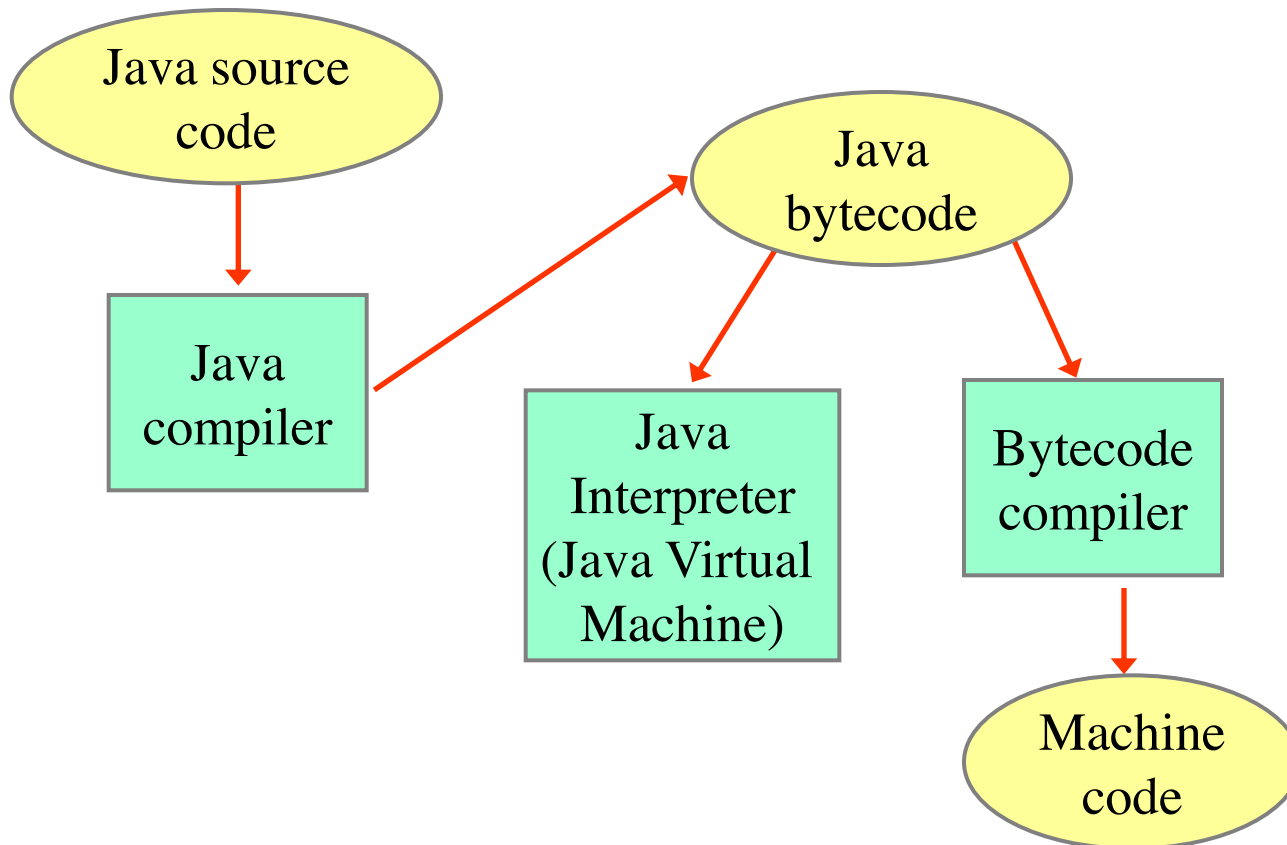 Java source
code
Java
bytecode
Java
compiler
Java
Interpreter
(Java Virtual
Machine)
Bytecode
compiler
Machine
code